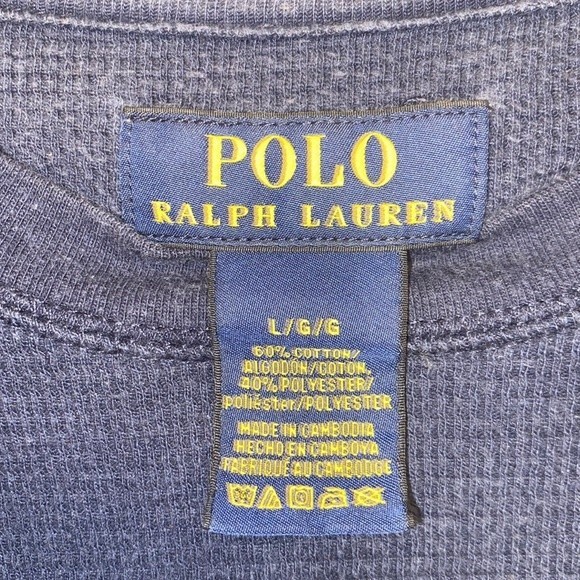 POLO
RALPH LAUREN
L/G/G
60% COTTON/
ALGODÓN/COTON,
40% POLYESTER/
poliéster/POLYESTER
MADE IN CAMBODIA
HECHO EN CAMBOYA
FABRIQUÉ AU CAMBODGE